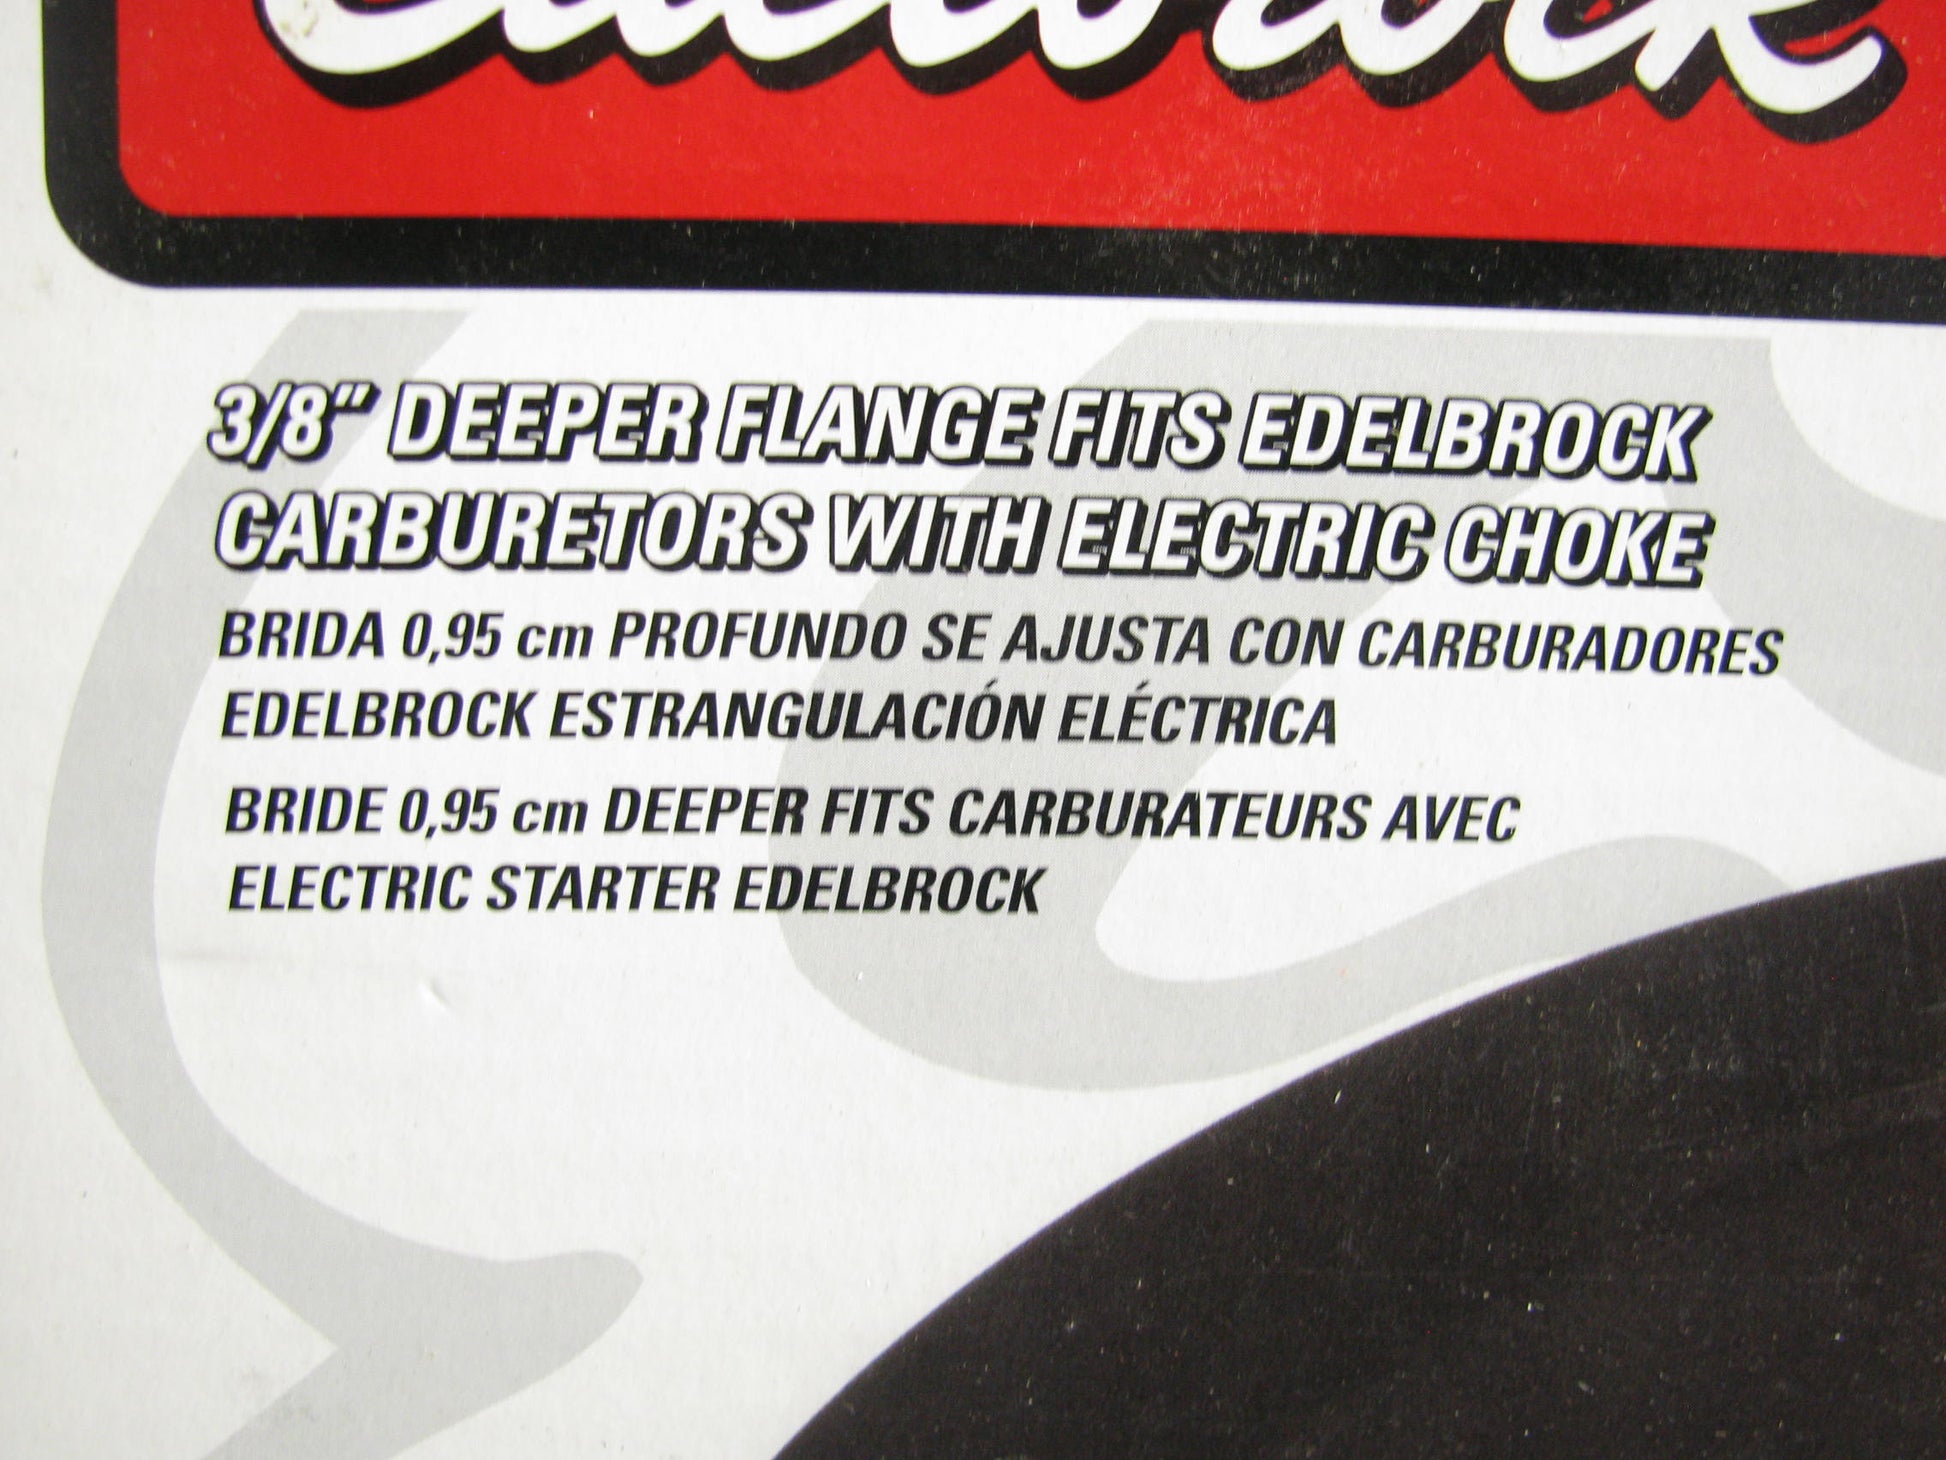 Edelbrock
3/8" DEEPER FLANGE FITS EDELBROCK
CARBURETORS WITH ELECTRIC CHOKE
BRIDA 0,95 cm PROFUNDO SE AJUSTA CON CARBURADORES
EDELBROCK ESTRANGULACIÓN ELÉCTRICA
BRIDE 0,95 cm DEEPER FITS CARBURATEURS AVEC
ELECTRIC STARTER EDELBROCK